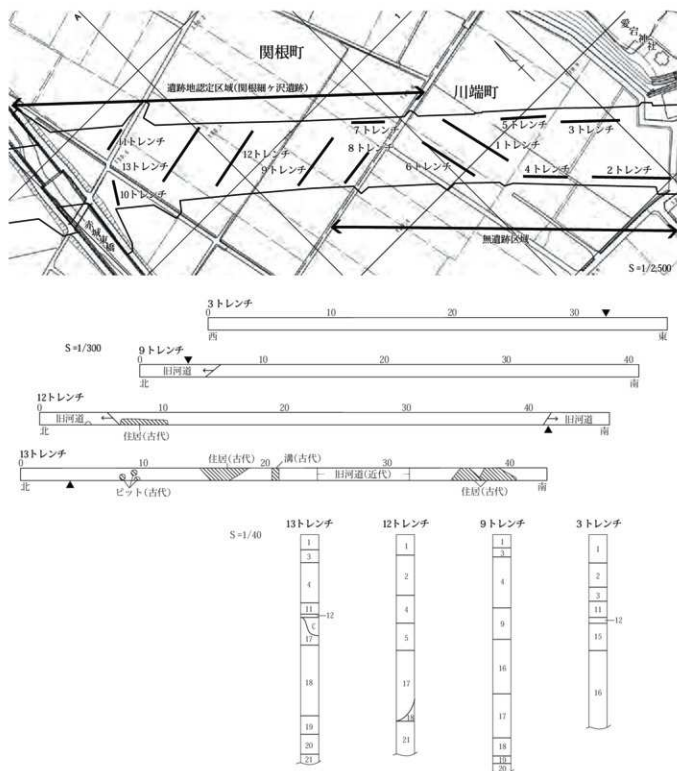 愛宕神社
関根町
遺跡地認定区域(関根細ヶ沢遺跡)
川端町
7トレンチ
5トレンチ
3トレンチ
11トレンチ
1トレンチ
13トレンチ
12トレンチ
9トレンチ
8トレンチ
6トレンチ
4トレンチ
2トレンチ
10トレンチ
赤城東橋
無遺跡区域
S=1/2,500
3トレンチ
0 10 20 30
西 東
S=1/300
9トレンチ
0 10 20 30 40
旧河道
北 南
12トレンチ
0 10 20 30 40
旧河道 旧河道
北 住居(古代) 南
13トレンチ
住居(古代) 溝(古代)
10 20 30 40
旧河道(近代)
北 ピット(古代) 住居(古代) 南
S=1/40
13トレンチ 12トレンチ 9トレンチ 3トレンチ
1
3
4
11
12
17
18
19
20
21
1
2
4
5
17
18
21
1
3
4
9
16
17
18
19
20
1
2
3
11
12
15
16